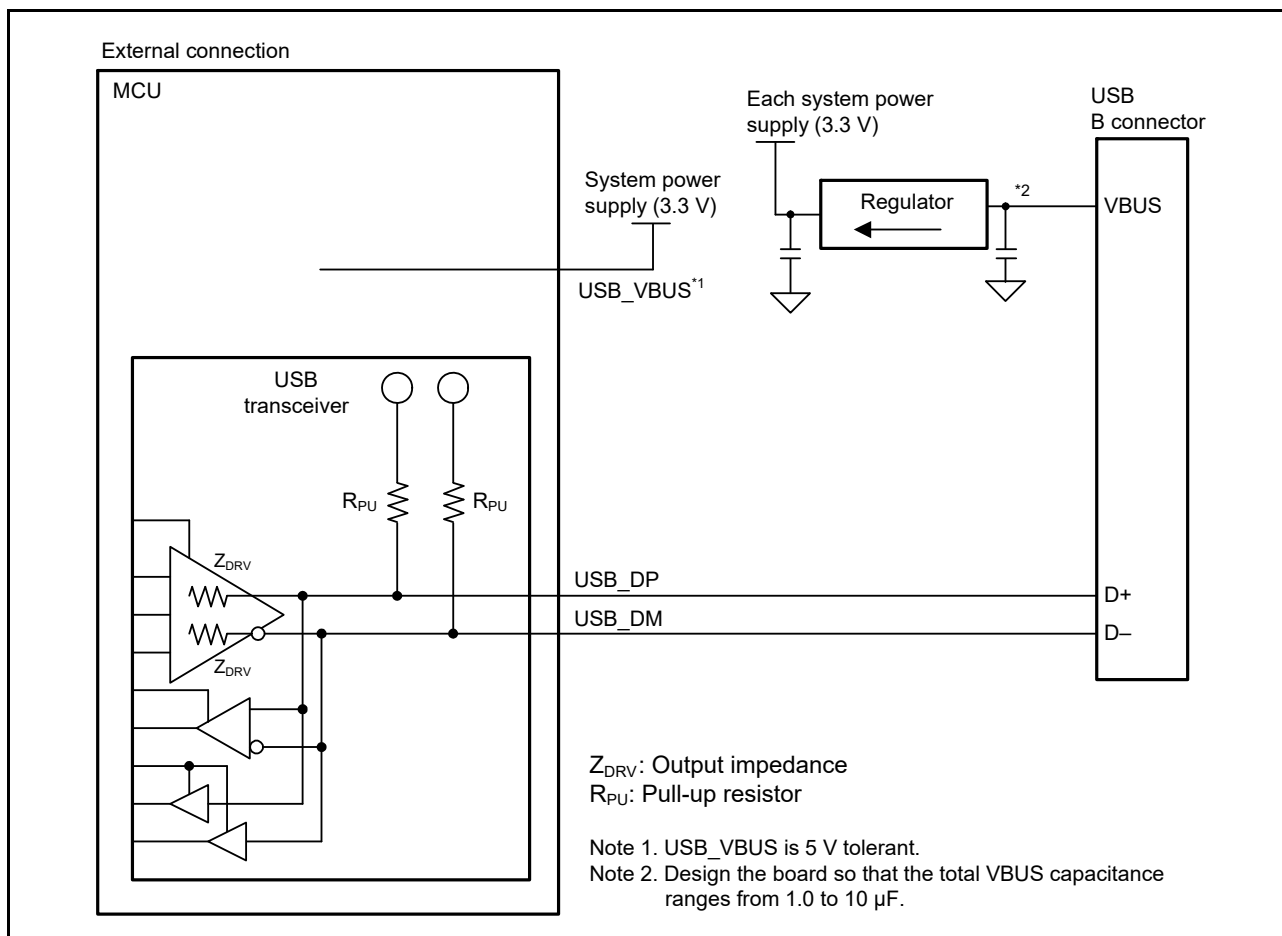 External connection
MCU
Each system power
supply (3.3 V)
USB
B connector
System power
supply (3.3 V)
Regulator
*2
VBUS
USB_VBUS*1
USB
transceiver
RPU
RPU
ZDRV
ZDRV
USB_DP
USB_DM
D+
D–
ZDRV: Output impedance
RPU: Pull-up resistor
Note 1. USB_VBUS is 5 V tolerant.
Note 2. Design the board so that the total VBUS capacitance
ranges from 1.0 to 10 µF.